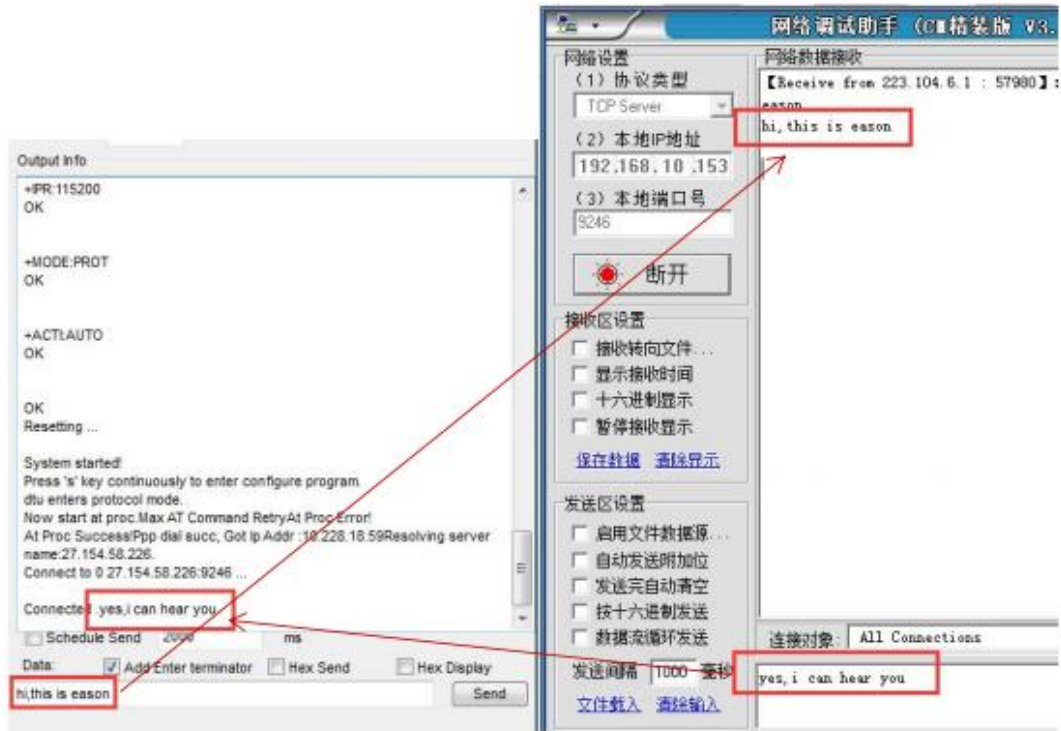 Output Info
+IPR:115200
OK
+MODE:PROT
OK
+ACTI:AUTO
OK
OK
Resetting ...
System started!
Press 's' key continuously to enter configure program.
dtu enters protocol mode.
Now start at proc.Max AT Command RetryAt Proc Error!
At Proc Success!Ppp dial succ, Got Ip Addr :10.228.18.59Resolving server
name:27.154.58.226.
Connect to 0 27.154.58.226:9246 ...
Connected .yes,i can hear you
Schedule Send 2000 ms
Data: Add Enter terminator Hex Send Hex Display
hi,this is eason
Send
网络调试助手 (CⅢ精装版 V3.
网络设置
(1) 协议类型
TCP Server
(2) 本地IP地址
192.168.10.153
(3) 本地端口号
9246
断开
接收区设置
接收转向文件...
显示接收时间
十六进制显示
暂停接收显示
保存数据 清除显示
发送区设置
启用文件数据源...
自动发送附加位
发送完自动清空
按十六进制发送
数据流循环发送
发送间隔 1000 毫秒
文件载入 清除输入
网络数据接收
【Receive from 223.104.6.1 : 57980】:
eason
hi,this is eason
连接对象: All Connections
yes,i can hear you